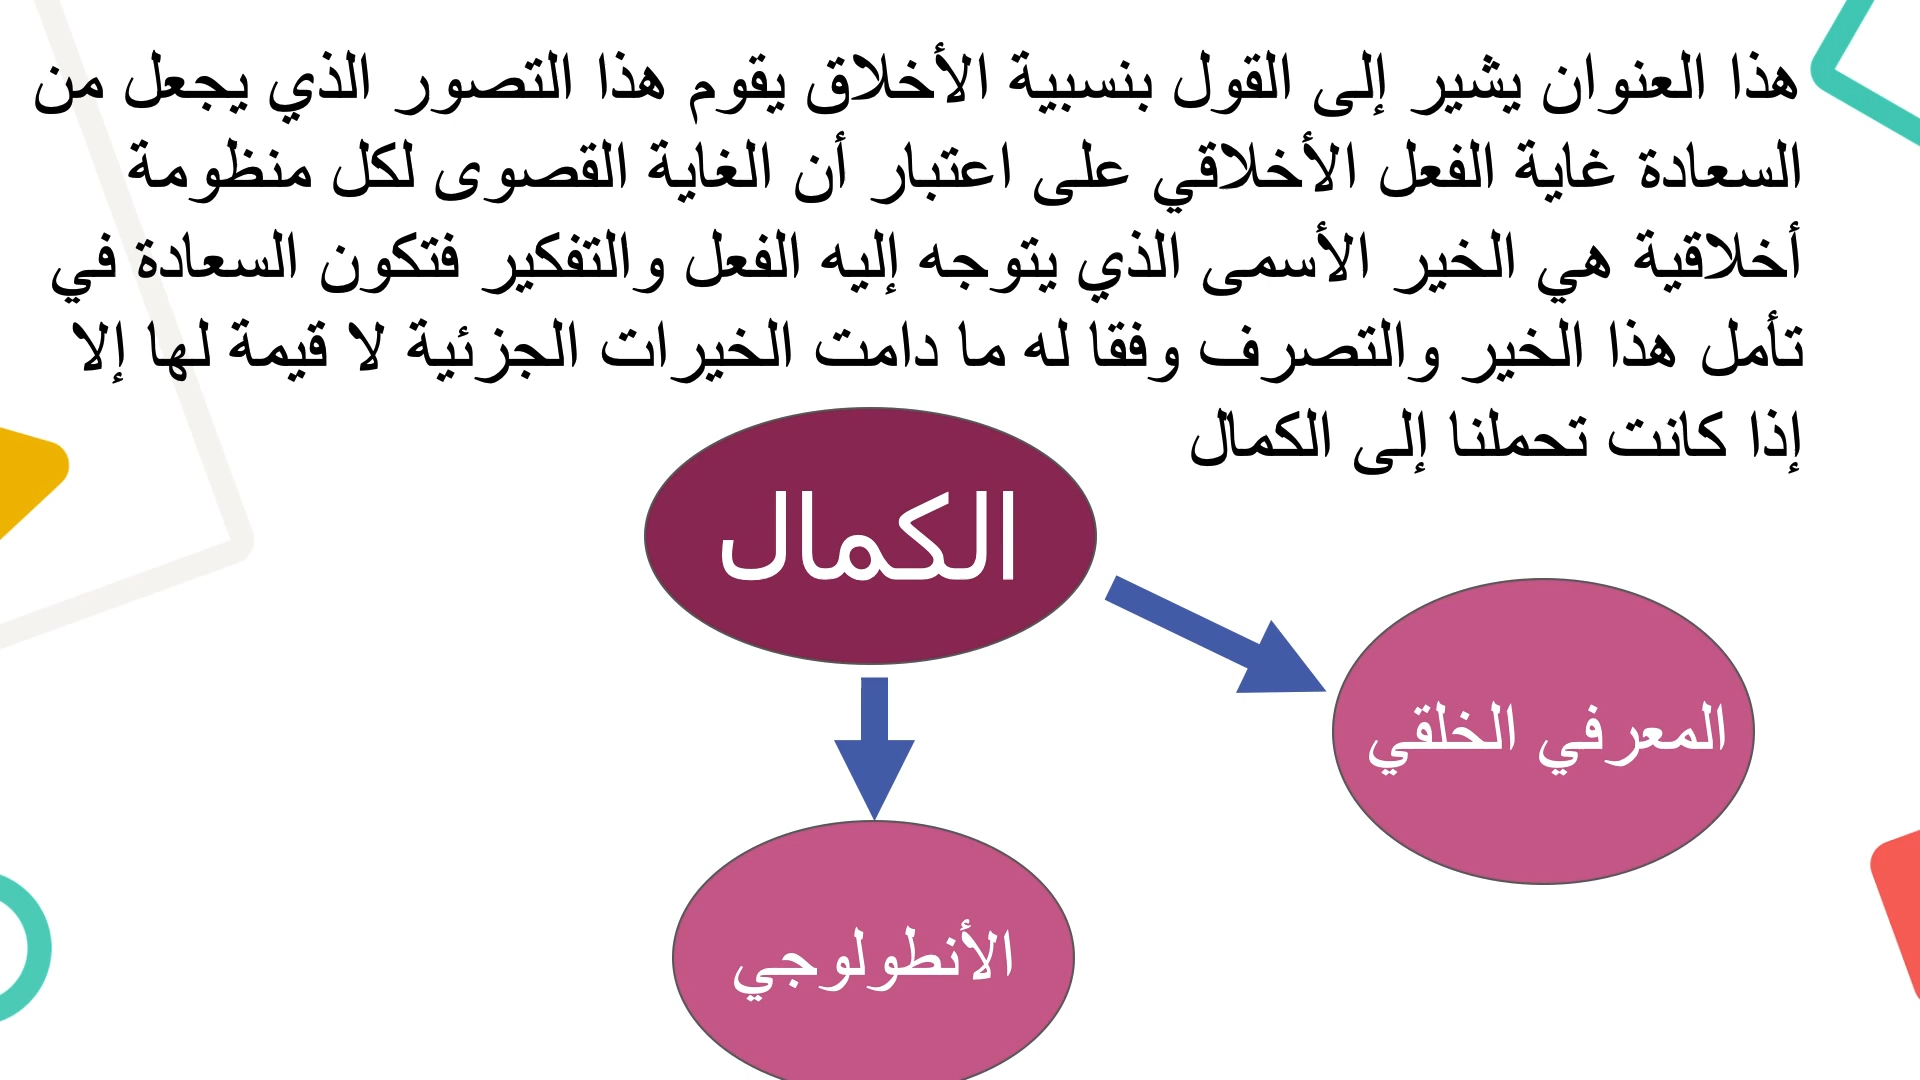 هذا العنوان يشير إلى القول بنسبية الأخلاق يقوم هذا التصور الذي يجعل من
السعادة غاية الفعل الأخلاقي على اعتبار أن الغاية القصوى لكل منظومة
أخلاقية هي الخير الأسمى الذي يتوجه إليه الفعل والتفكير فتكون السعادة في
تأمل هذا الخير والتصرف وفقا له ما دامت الخيرات الجزئية لا قيمة لها إلا
إذا كانت تحملنا إلى الكمال
الكمال
المعرفي الخلقي
الأنطولوجي